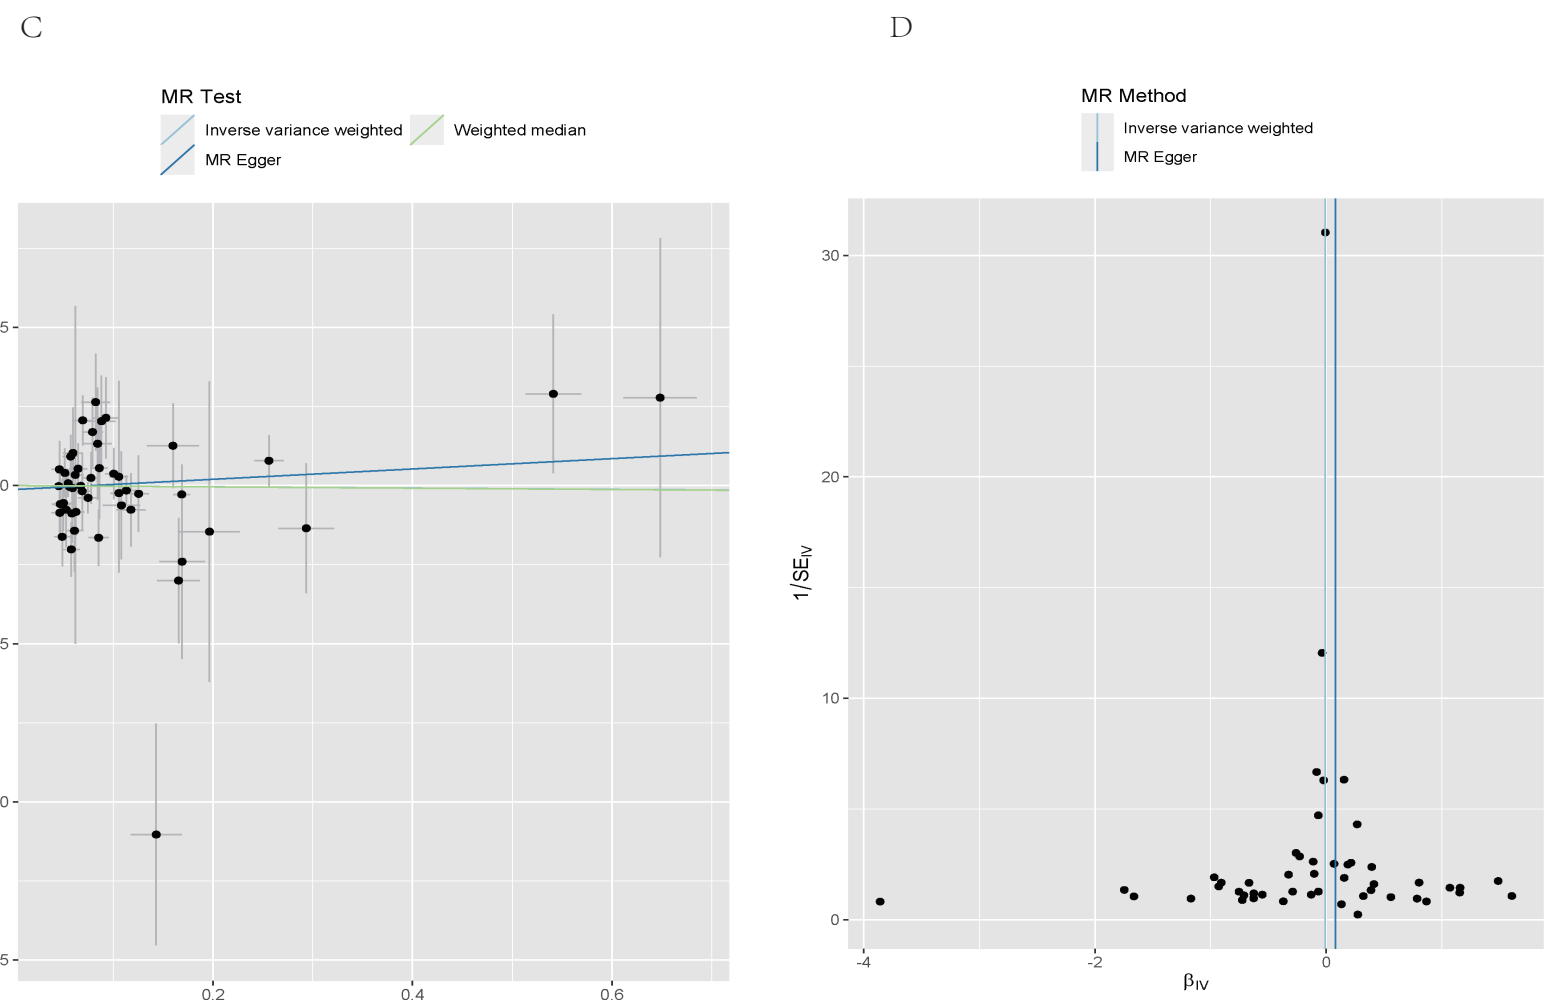 C
D
MR Test
Inverse variance weighted
Weighted median
MR Egger
MR Method
Inverse variance weighted
MR Egger
5
0
5
0
5
0.2
0.4
0.6
1/SE_IV
30
20
10
0
-4
-2
0
β_IV